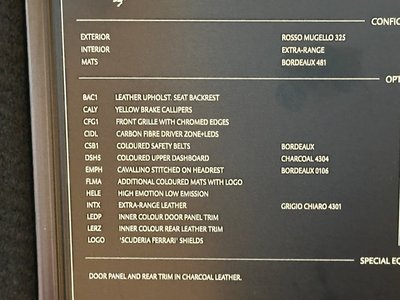 CONFIG
EXTERIOR ROSSO MUGELLO 325
INTERIOR EXTRA-RANGE
MATS BORDEAUX 481
OPT
BAC1 LEATHER UPHOLST. SEAT BACKREST
CALY YELLOW BRAKE CALLIPERS
CFG1 FRONT GRILLE WITH CHROMED EDGES
CIDL CARBON FIBRE DRIVER ZONE+LEDS
CSB1 COLOURED SAFETY BELTS BORDEAUX
DSH5 COLOURED UPPER DASHBOARD CHARCOAL 4304
EMPH CAVALLINO STITCHED ON HEADREST BORDEAUX 0106
FLMA ADDITIONAL COLOURED MATS WITH LOGO
HELE HIGH EMOTION LOW EMISSION
INTX EXTRA-RANGE LEATHER GRIGIO CHIARO 4301
LEDP INNER COLOUR DOOR PANEL TRIM
LERZ INNER COLOUR REAR LEATHER TRIM
LOGO 'SCUDERIA FERRARI' SHIELDS
SPECIAL EQ
DOOR PANEL AND REAR TRIM IN CHARCOAL LEATHER.